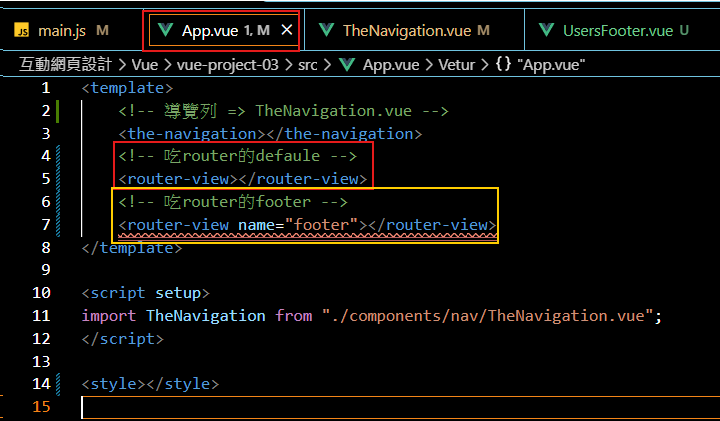 JS main.js M
App.vue 1, M ×
TheNavigation.vue M
UsersFooter.vue U
互動網頁設計 > Vue > vue-project-03 > src > App.vue > Vetur > {} "App.vue"
1 <template>
2 <!-- 導覽列 => TheNavigation.vue -->
3 <the-navigation></the-navigation>
4 <!-- 吃router的defaule -->
5 <router-view></router-view>
6 <!-- 吃router的footer -->
7 <router-view name="footer"></router-view>
8 </template>
9
10 <script setup>
11 import TheNavigation from "./components/nav/TheNavigation.vue";
12 </script>
13
14 <style></style>
15